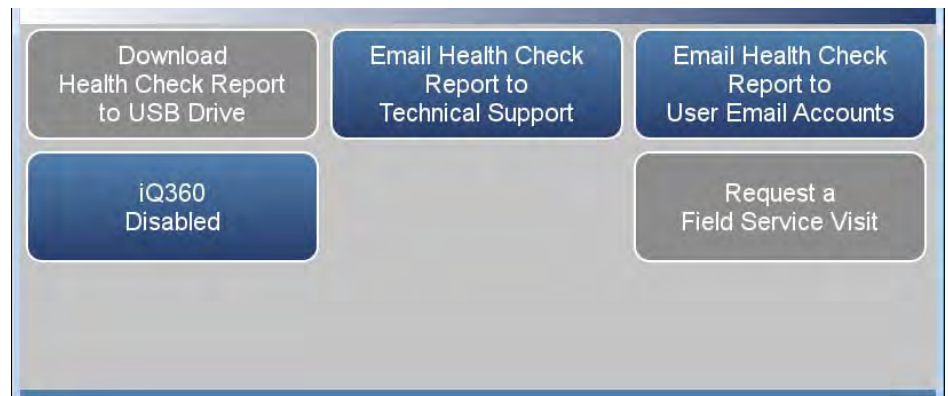 Download
Health Check Report
to USB Drive
Email Health Check
Report to
Technical Support
Email Health Check
Report to
User Email Accounts
iQ360
Disabled
Request a
Field Service Visit